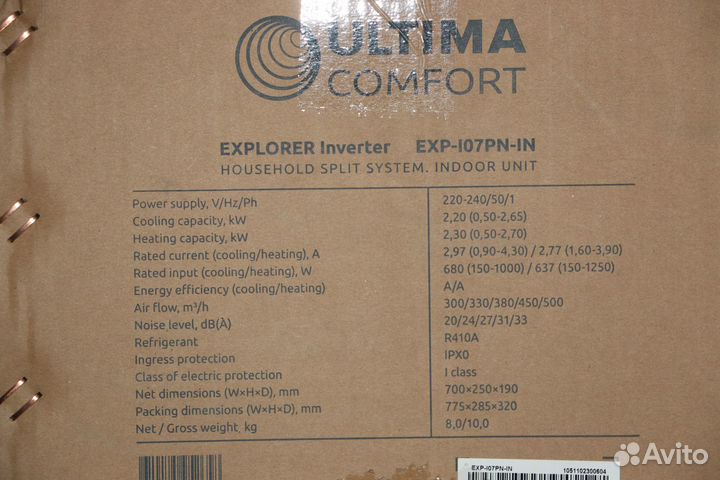 ULTIMA
COMFORT
EXPLORER Inverter EXP-I07PN-IN
HOUSEHOLD SPLIT SYSTEM. INDOOR UNIT
Power supply, V/Hz/Ph 220-240/50/1
Cooling capacity, kW 2,20 (0,50-2,65)
Heating capacity, kW 2,30 (0,50-2,70)
Rated current (cooling/heating), A 2,97 (0,90-4,30) / 2,77 (1,60-3,90)
Rated input (cooling/heating), W 680 (150-1000) / 637 (150-1250)
Energy efficiency (cooling/heating) A/A
Air flow, m³/h 300/330/380/450/500
Noise level, dB(À) 20/24/27/31/33
Refrigerant R410A
Ingress protection IPX0
Class of electric protection I class
Net dimensions (W×H×D), mm 700×250×190
Packing dimensions (W×H×D), mm 775×285×320
Net / Gross weight, kg 8,0/10,0
EXP-I07PN-IN 1051102300604
Avito